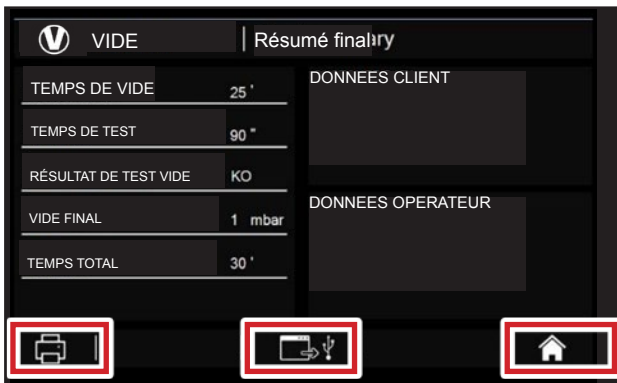 V VIDE | Résumé finalary
TEMPS DE VIDE 25 '
TEMPS DE TEST 90 "
RÉSULTAT DE TEST VIDE KO
VIDE FINAL 1 mbar
TEMPS TOTAL 30 '
DONNEES CLIENT
DONNEES OPERATEUR